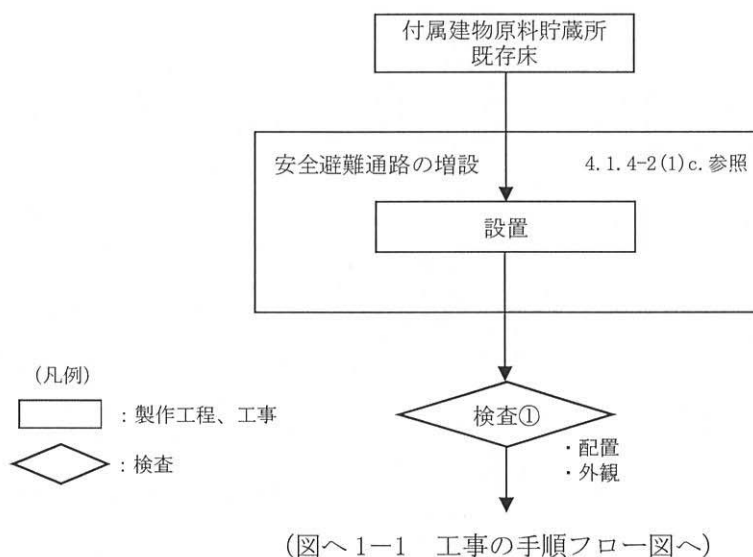 付属建物原料貯蔵所
既存床
安全避難通路の増設
4.1.4-2(1)c.参照
設置
(凡例)
：製作工程、工事
：検査
検査①
・配置
・外観
(図へ1－1 工事の手順フロー図へ)